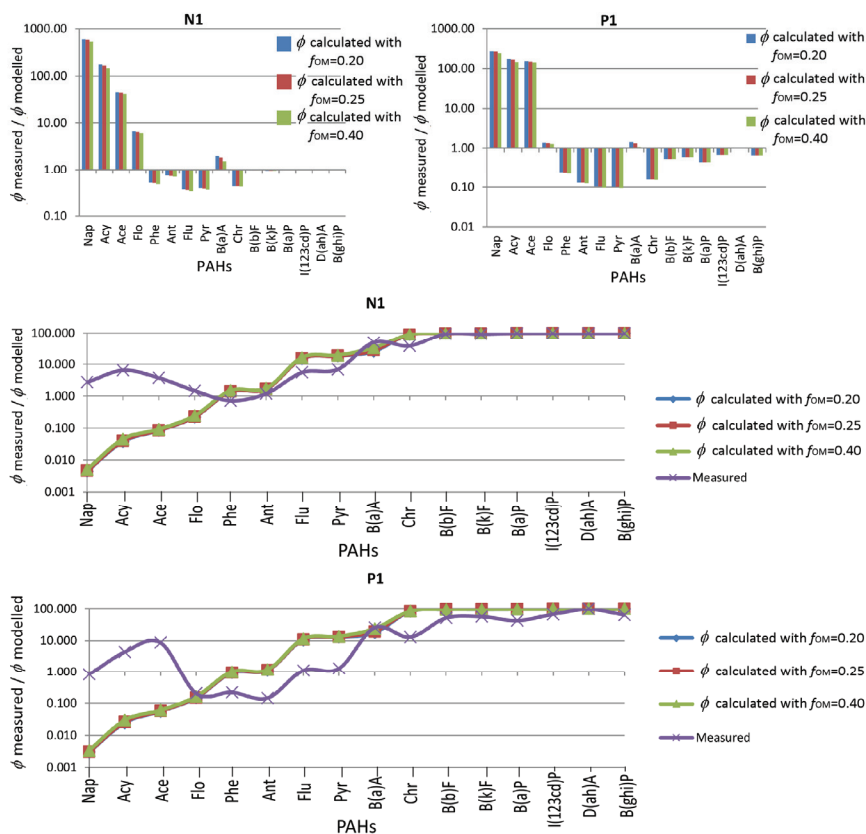 N1
ϕ measured / ϕ modelled
1000.00
100.00
10.00
1.00
0.10
ϕ calculated with
fOM=0.20
ϕ calculated with
fOM=0.25
ϕ calculated with
fOM=0.40
Nap
Acy
Ace
Flo
Phe
Ant
Flu
Pyr
B(a)A
Chr
B(b)F
B(k)F
B(a)P
I(123cd)P
D(ah)A
B(ghi)P
PAHs
P1
ϕ measured / ϕ modelled
1000.00
100.00
10.00
1.00
0.10
0.01
ϕ calculated with
fOM=0.20
ϕ calculated with
fOM=0.25
ϕ calculated with
fOM=0.40
Nap
Acy
Ace
Flo
Phe
Ant
Flu
Pyr
B(a)A
Chr
B(b)F
B(k)F
B(a)P
I(123cd)P
D(ah)A
B(ghi)P
PAHs
N1
ϕ measured / ϕ modelled
100.000
10.000
1.000
0.100
0.010
0.001
ϕ calculated with fOM=0.20
ϕ calculated with fOM=0.25
ϕ calculated with fOM=0.40
Measured
Nap
Acy
Ace
Flo
Phe
Ant
Flu
Pyr
B(a)A
Chr
B(b)F
B(k)F
B(a)P
I(123cd)P
D(ah)A
B(ghi)P
PAHs
P1
ϕ measured / ϕ modelled
100.000
10.000
1.000
0.100
0.010
0.001
ϕ calculated with fOM=0.20
ϕ calculated with fOM=0.25
ϕ calculated with fOM=0.40
Measured
Nap
Acy
Ace
Flo
Phe
Ant
Flu
Pyr
B(a)A
Chr
B(b)F
B(k)F
B(a)P
I(123cd)P
D(ah)A
B(ghi)P
PAHs